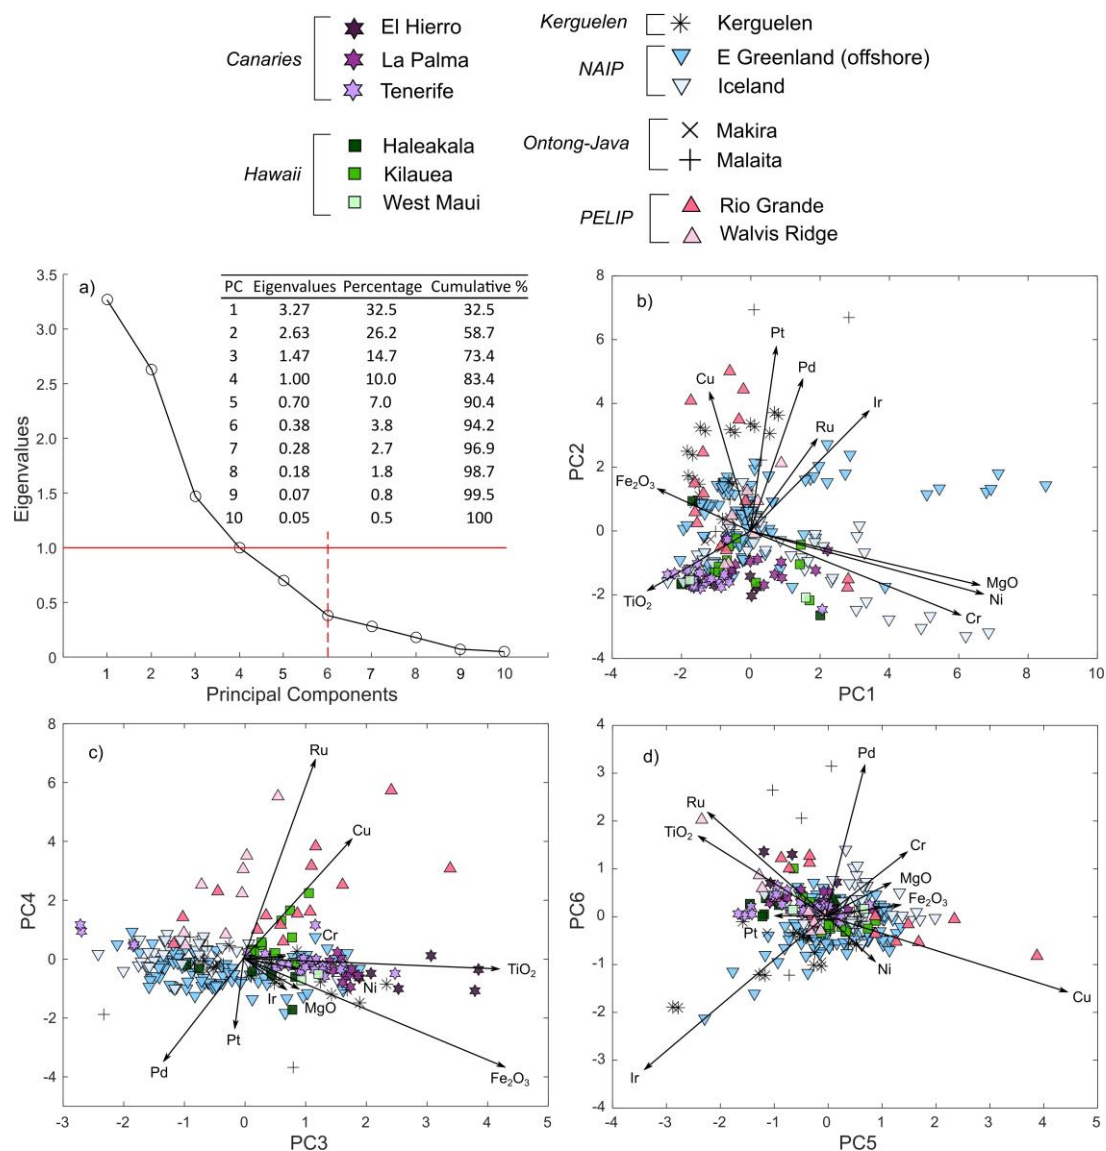 Canaries
El Hierro
La Palma
Tenerife
Hawaii
Haleakala
Kilauea
West Maui
Kerguelen
Kerguelen
NAIP
E Greenland (offshore)
Iceland
Ontong-Java
Makira
Malaita
PELIP
Rio Grande
Walvis Ridge
a)
PC Eigenvalues Percentage Cumulative %
1 3.27 32.5 32.5
2 2.63 26.2 58.7
3 1.47 14.7 73.4
4 1.00 10.0 83.4
5 0.70 7.0 90.4
6 0.38 3.8 94.2
7 0.28 2.7 96.9
8 0.18 1.8 98.7
9 0.07 0.8 99.5
10 0.05 0.5 100
Eigenvalues
3.5
3.0
2.5
2.0
1.5
1.0
0.5
0
1 2 3 4 5 6 7 8 9 10
Principal Components
b)
PC2
8
6
4
2
0
-2
-4
Pt
Pd
Cu
Ir
Ru
Fe₂O₃
TiO₂
MgO
Ni
Cr
-4 -2 0 2 4 6 8 10
PC1
c)
PC4
8
6
4
2
0
-2
-4
Ru
Cu
Cr
TiO₂
Ni
Ir
MgO
Pt
Pd
Fe₂O₃
-3 -2 -1 0 1 2 3 4 5
PC3
d)
PC6
4
3
2
1
0
-1
-2
-3
-4
Pd
Ru
TiO₂
Cr
MgO
Fe₂O₃
Pt
Ni
Cu
Ir
-4 -3 -2 -1 0 1 2 3 4 5
PC5